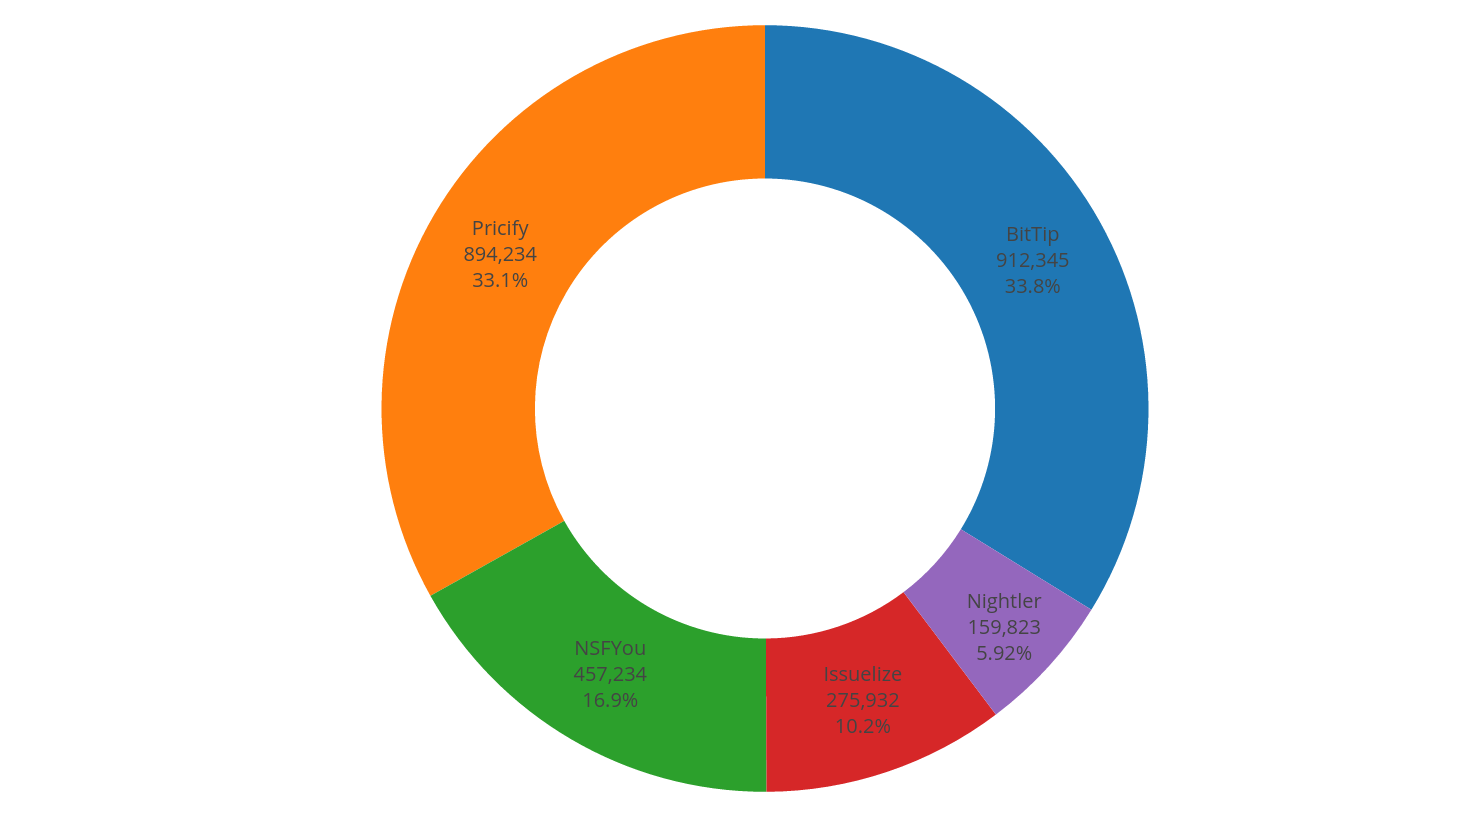 Pricify
894,234
33.1%
BitTip
912,345
33.8%
Nightler
159,823
5.92%
NSFYou
457,234
16.9%
Issuelize
275,932
10.2%